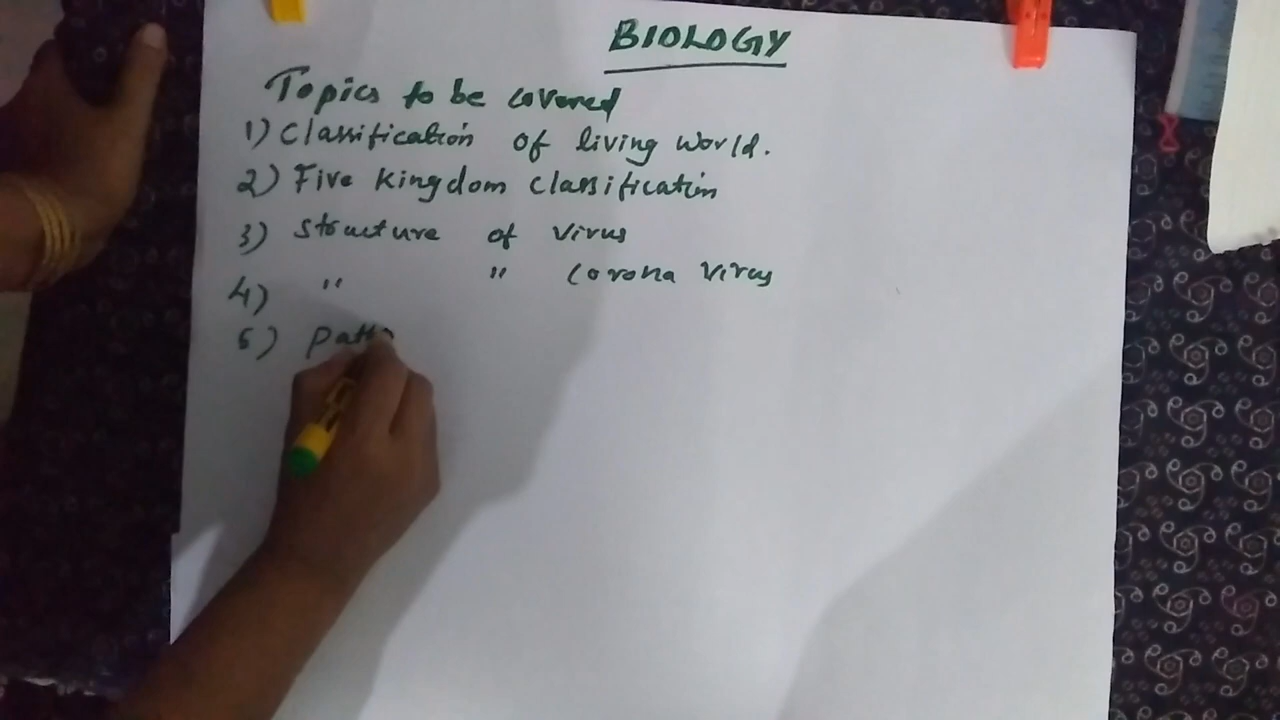 BIOLOGY
Topics to be covered
1) Classification of living world.
2) Five kingdom classification
3) Structure of virus
4) " " Corona virus
5) Path